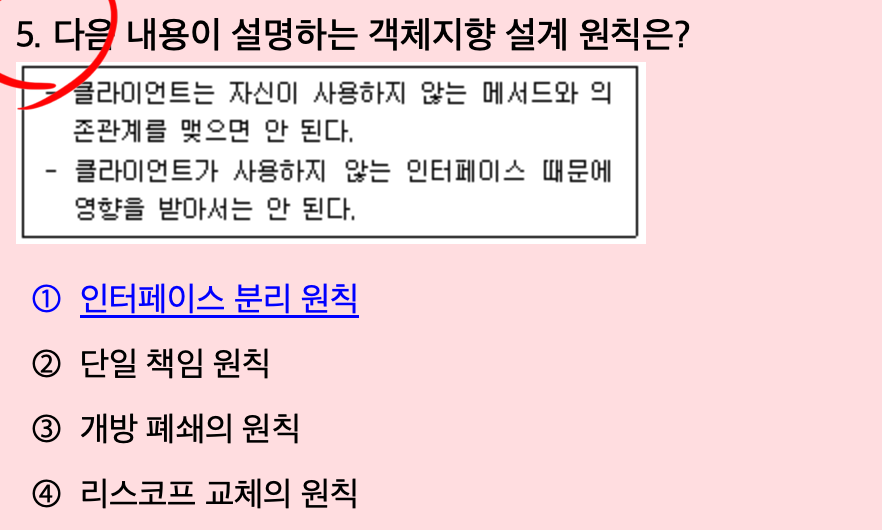 5. 다음 내용이 설명하는 객체지향 설계 원칙은?
- 클라이언트는 자신이 사용하지 않는 메서드와 의
존관계를 맺으면 안 된다.
- 클라이언트가 사용하지 않는 인터페이스 때문에
영향을 받아서는 안 된다.
① 인터페이스 분리 원칙
② 단일 책임 원칙
③ 개방 폐쇄의 원칙
④ 리스코프 교체의 원칙